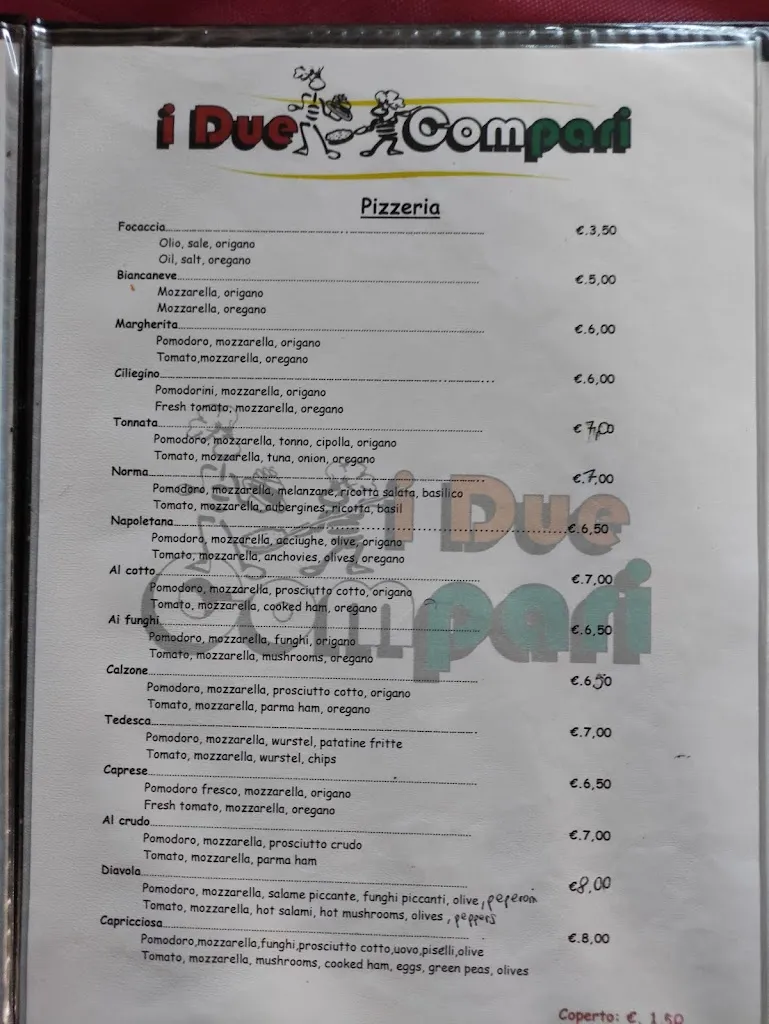 i Due Compari
Pizzeria
Focaccia €.3,50
Olio, sale, origano
Oil, salt, oregano
Biancaneve €.5,00
Mozzarella, origano
Mozzarella, oregano
Margherita €.6,00
Pomodoro, mozzarella, origano
Tomato,mozzarella, oregano
Ciliegino €.6,00
Pomodorini, mozzarella, origano
Fresh tomato, mozzarella, oregano
Tonnata € 7,00
Pomodoro, mozzarella, tonno, cipolla, origano
Tomato, mozzarella, tuna, onion, oregano
Norma €.7,00
Pomodoro, mozzarella, melanzane, ricotta salata, basilico
Tomato, mozzarella, aubergines, ricotta, basil
Napoletana €.6,50
Pomodoro, mozzarella, acciughe, olive, origano
Tomato, mozzarella, anchovies, olives, oregano
Al cotto €.7,00
Pomodoro, mozzarella, prosciutto cotto, origano
Tomato, mozzarella, cooked ham, oregano
Ai funghi €.6,50
Pomodoro, mozzarella, funghi, origano
Tomato, mozzarella, mushrooms, oregano
Calzone €.6,50
Pomodoro, mozzarella, prosciutto cotto, origano
Tomato, mozzarella, parma ham, oregano
Tedesca €.7,00
Pomodoro, mozzarella, wurstel, patatine fritte
Tomato, mozzarella, wurstel, chips
Caprese €.6,50
Pomodoro fresco, mozzarella, origano
Fresh tomato, mozzarella, oregano
Al crudo €.7,00
Pomodoro, mozzarella, prosciutto crudo
Tomato, mozzarella, parma ham
Diavola €8,00
Pomodoro, mozzarella, salame piccante, funghi piccanti, olive, peperoni
Tomato, mozzarella, hot salami, hot mushrooms, olives, peppers
Capricciosa €.8,00
Pomodoro,mozzarella,funghi,prosciutto cotto,uovo,piselli,olive
Tomato, mozzarella, mushrooms, cooked ham, eggs, green peas, olives
i Due
Compari
Coperto: €. 1,50